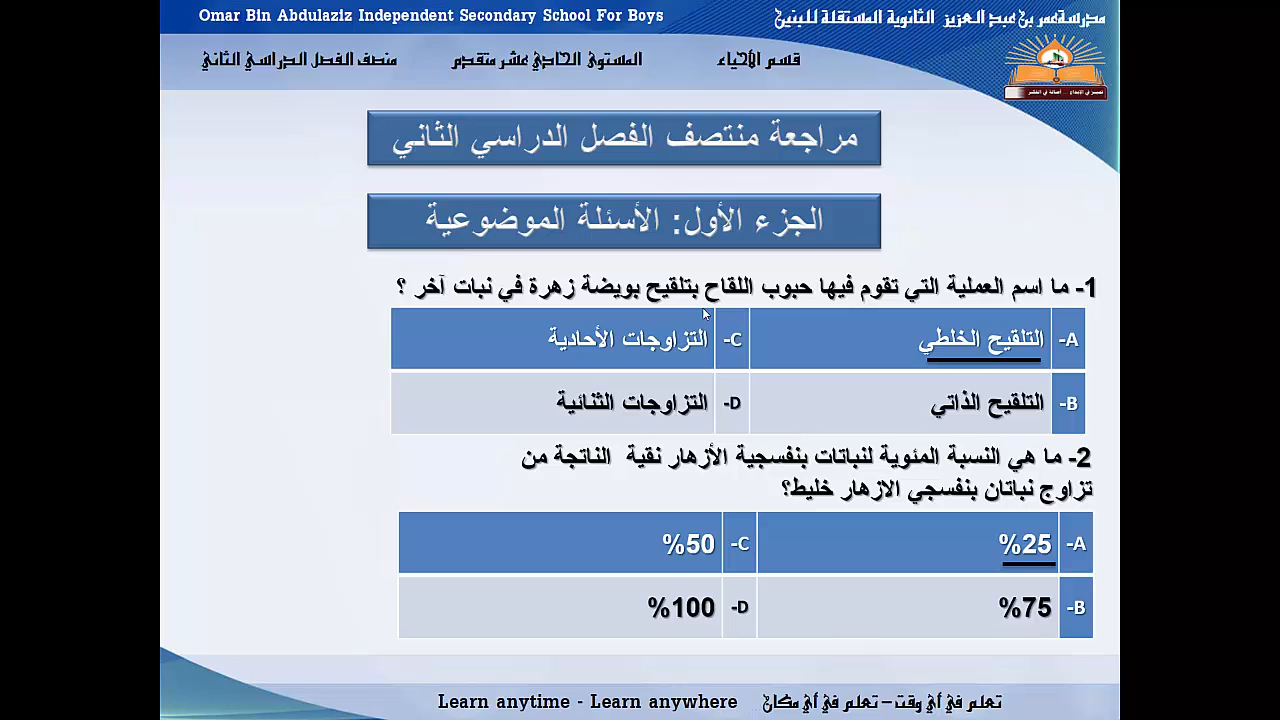 Omar Bin Abdulaziz Independent Secondary School For Boys
مدرسة عمر بن عبد العزيز الثانوية المستقلة للبنين
قسم الأحياء
المستوى الحادي عشر متقدم
منصف الفصل الدراسي الثاني
مراجعة منتصف الفصل الدراسي الثاني
الجزء الأول: الأسئلة الموضوعية
1- ما اسم العملية التي تقوم فيها حبوب اللقاح بتلقيح بويضة زهرة في نبات آخر ؟
A- التلقيح الخلطي C- التزاوجات الأحادية
B- التلقيح الذاتي D- التزاوجات الثنائية
2- ما هي النسبة المئوية لنباتات بنفسجية الأزهار نقية الناتجة من
تزاوج نباتان بنفسجي الازهار خليط؟
A- %25 C- %50
B- %75 D- %100
تعلم في أي وقت – تعلم في أي مكان
Learn anytime - Learn anywhere